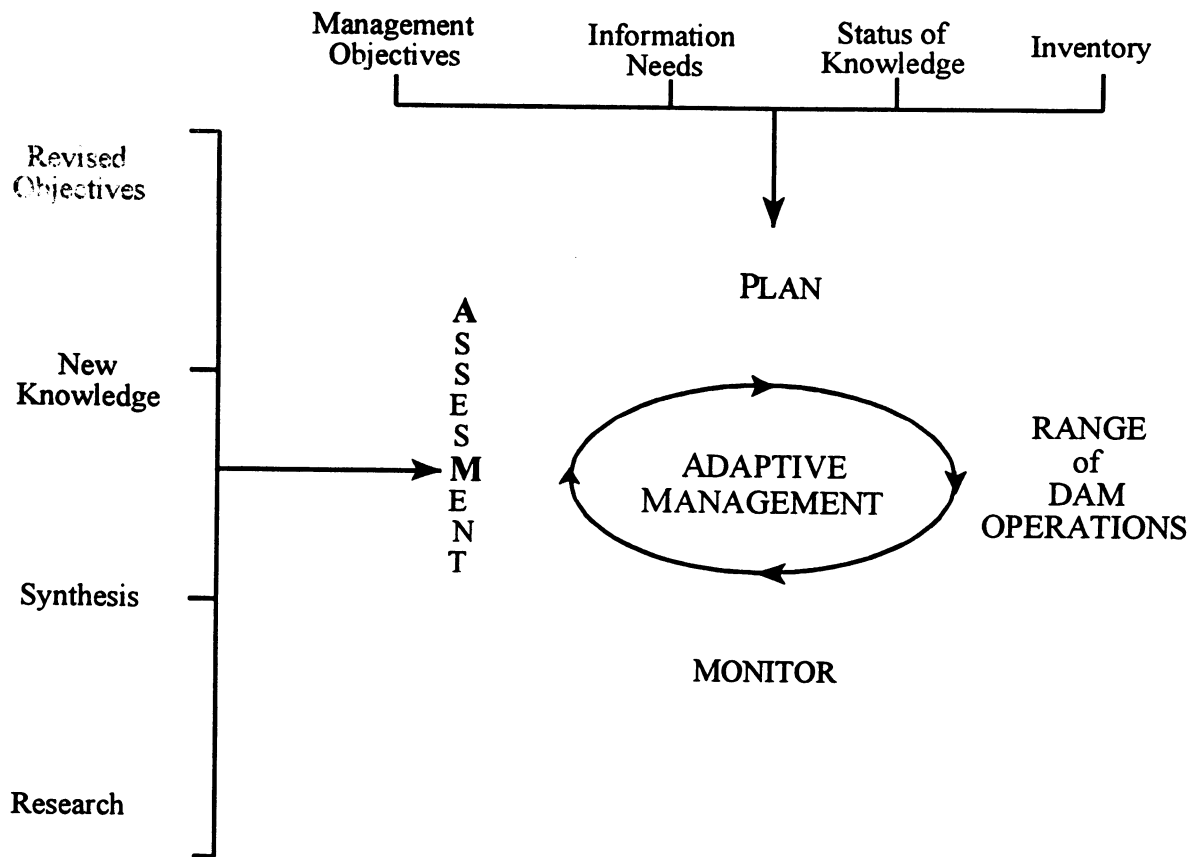 Management
Objectives
Information
Needs
Status of
Knowledge
Inventory
Revised
Objectives
PLAN
ASSESMENT
New
Knowledge
ADAPTIVE
MANAGEMENT
RANGE
of
DAM
OPERATIONS
Synthesis
MONITOR
Research